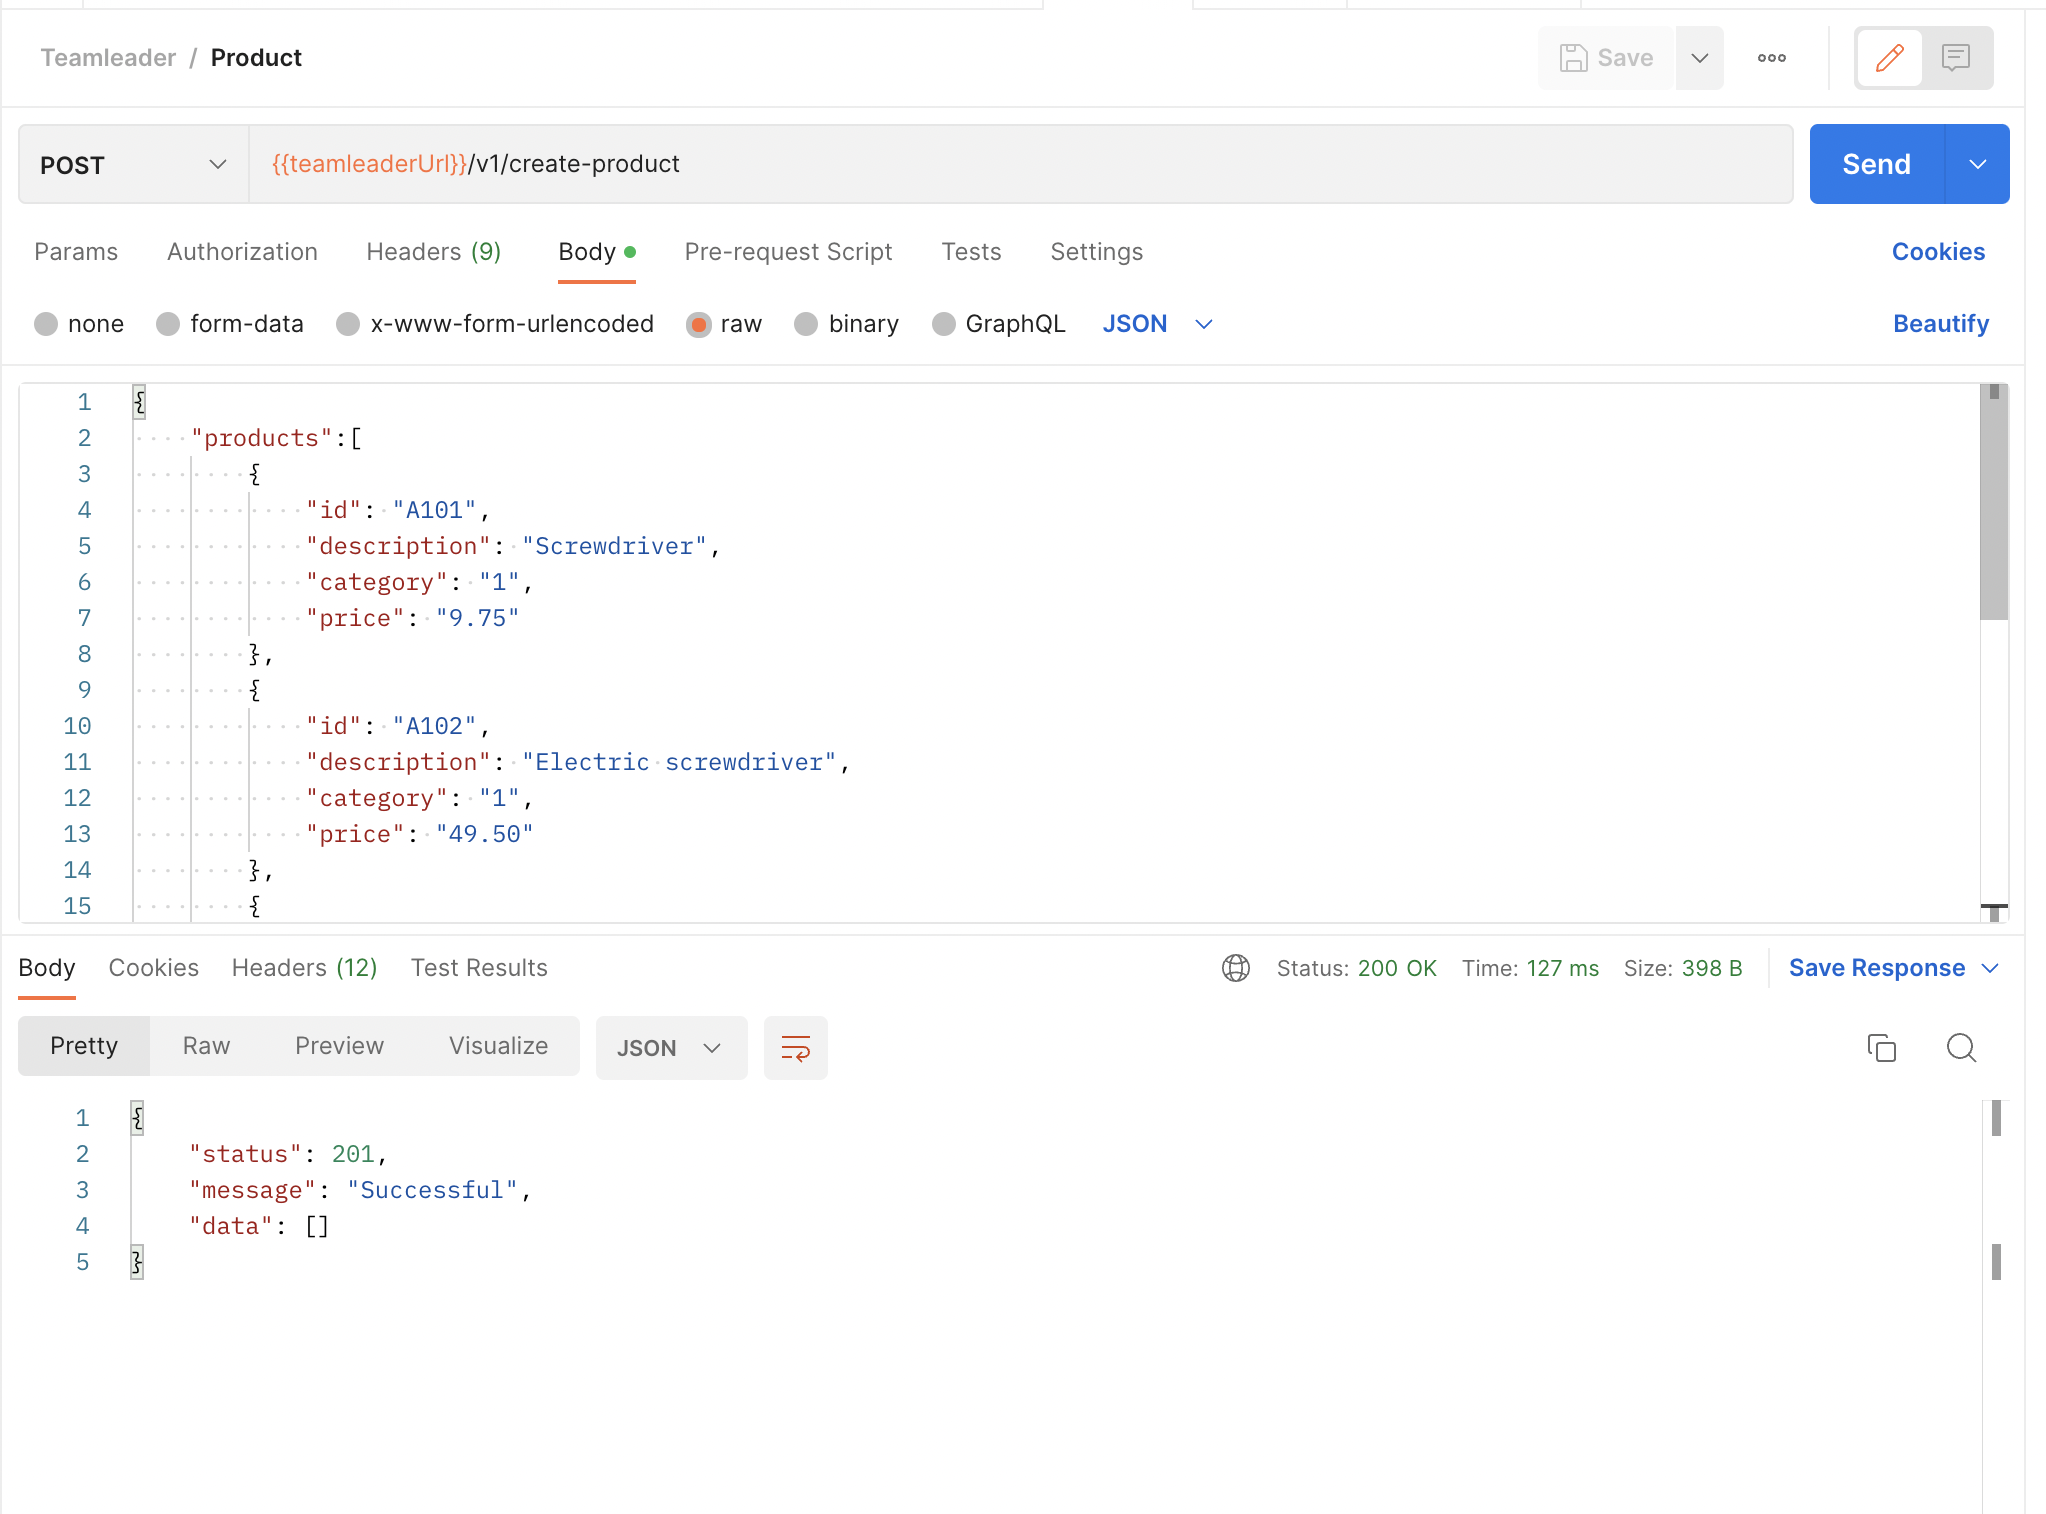 Teamleader / Product
Save
POST {{teamleaderUrl}}/v1/create-product Send
Params Authorization Headers (9) Body Pre-request Script Tests Settings Cookies
none form-data x-www-form-urlencoded raw binary GraphQL JSON Beautify
1 {
2 "products":[
3 {
4 "id": "A101",
5 "description": "Screwdriver",
6 "category": "1",
7 "price": "9.75"
8 },
9 {
10 "id": "A102",
11 "description": "Electric screwdriver",
12 "category": "1",
13 "price": "49.50"
14 },
15 {
Body Cookies Headers (12) Test Results Status: 200 OK Time: 127 ms Size: 398 B Save Response
Pretty Raw Preview Visualize JSON
1 {
2 "status": 201,
3 "message": "Successful",
4 "data": []
5 }